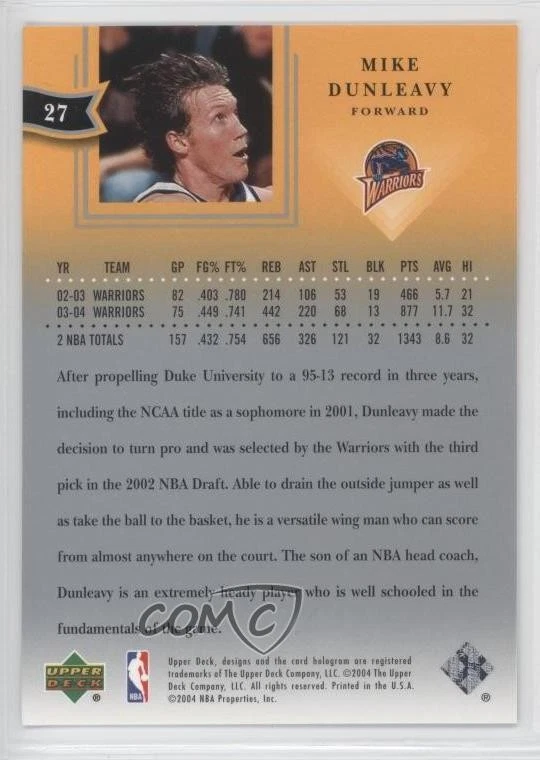 27
MIKE
DUNLEAVY
FORWARD
WARRIORS
YR TEAM GP FG% FT% REB AST STL BLK PTS AVG HI
02-03 WARRIORS 82 .403 .780 214 106 53 19 466 5.7 21
03-04 WARRIORS 75 .449 .741 442 220 68 13 877 11.7 32
2 NBA TOTALS 157 .432 .754 656 326 121 32 1343 8.6 32
After propelling Duke University to a 95-13 record in three years,
including the NCAA title as a sophomore in 2001, Dunleavy made the
decision to turn pro and was selected by the Warriors with the third
pick in the 2002 NBA Draft. Able to drain the outside jumper as well
as take the ball to the basket, he is a versatile wing man who can score
from almost anywhere on the court. The son of an NBA head coach,
Dunleavy is an extremely heady player who is well schooled in the
fundamentals of the game.
COMC
UPPER
DECK
®
NBA
Upper Deck, designs and the card hologram are registered
trademarks of The Upper Deck Company, LLC. ©2004 The Upper
Deck Company, LLC. All rights reserved. Printed in the U.S.A.
©2004 NBA Properties, Inc.
®